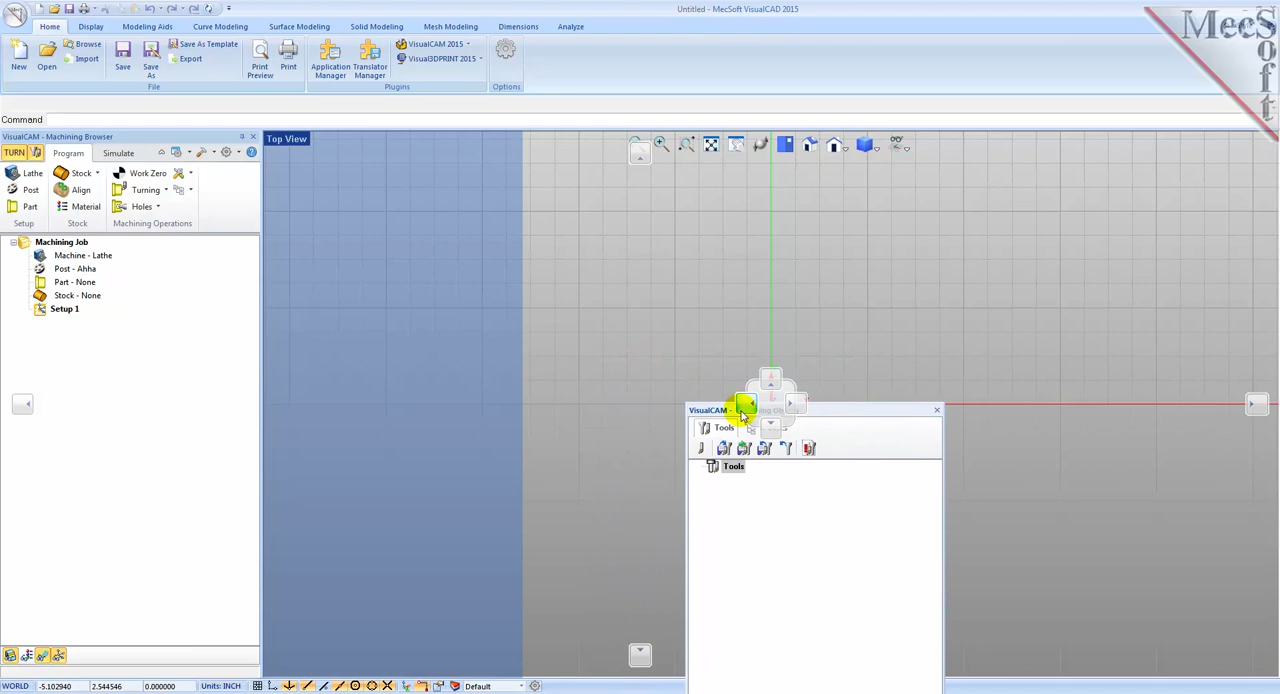 Untitled - MecSoft VisualCAD 2015
Home Display Modeling Aids Curve Modeling Surface Modeling Solid Modeling Mesh Modeling Dimensions Analyze
New Open Browse Import Save Save As Save As Template Export Print Preview Print Application Manager Translator Manager VisualCAM 2015 Visual3DPRINT 2015
File Plugins Options
MecSoft
Command
VisualCAM - Machining Browser
TURN Program Simulate
Lathe Stock Work Zero
Post Align Turning
Part Material Holes
Setup Stock Machining Operations
Machining Job
Machine - Lathe
Post - Ahha
Part - None
Stock - None
Setup 1
Top View
VisualCAM -
Tools
Tools
WORLD -5.102940 2.544546 0.000000 Units: INCH Default